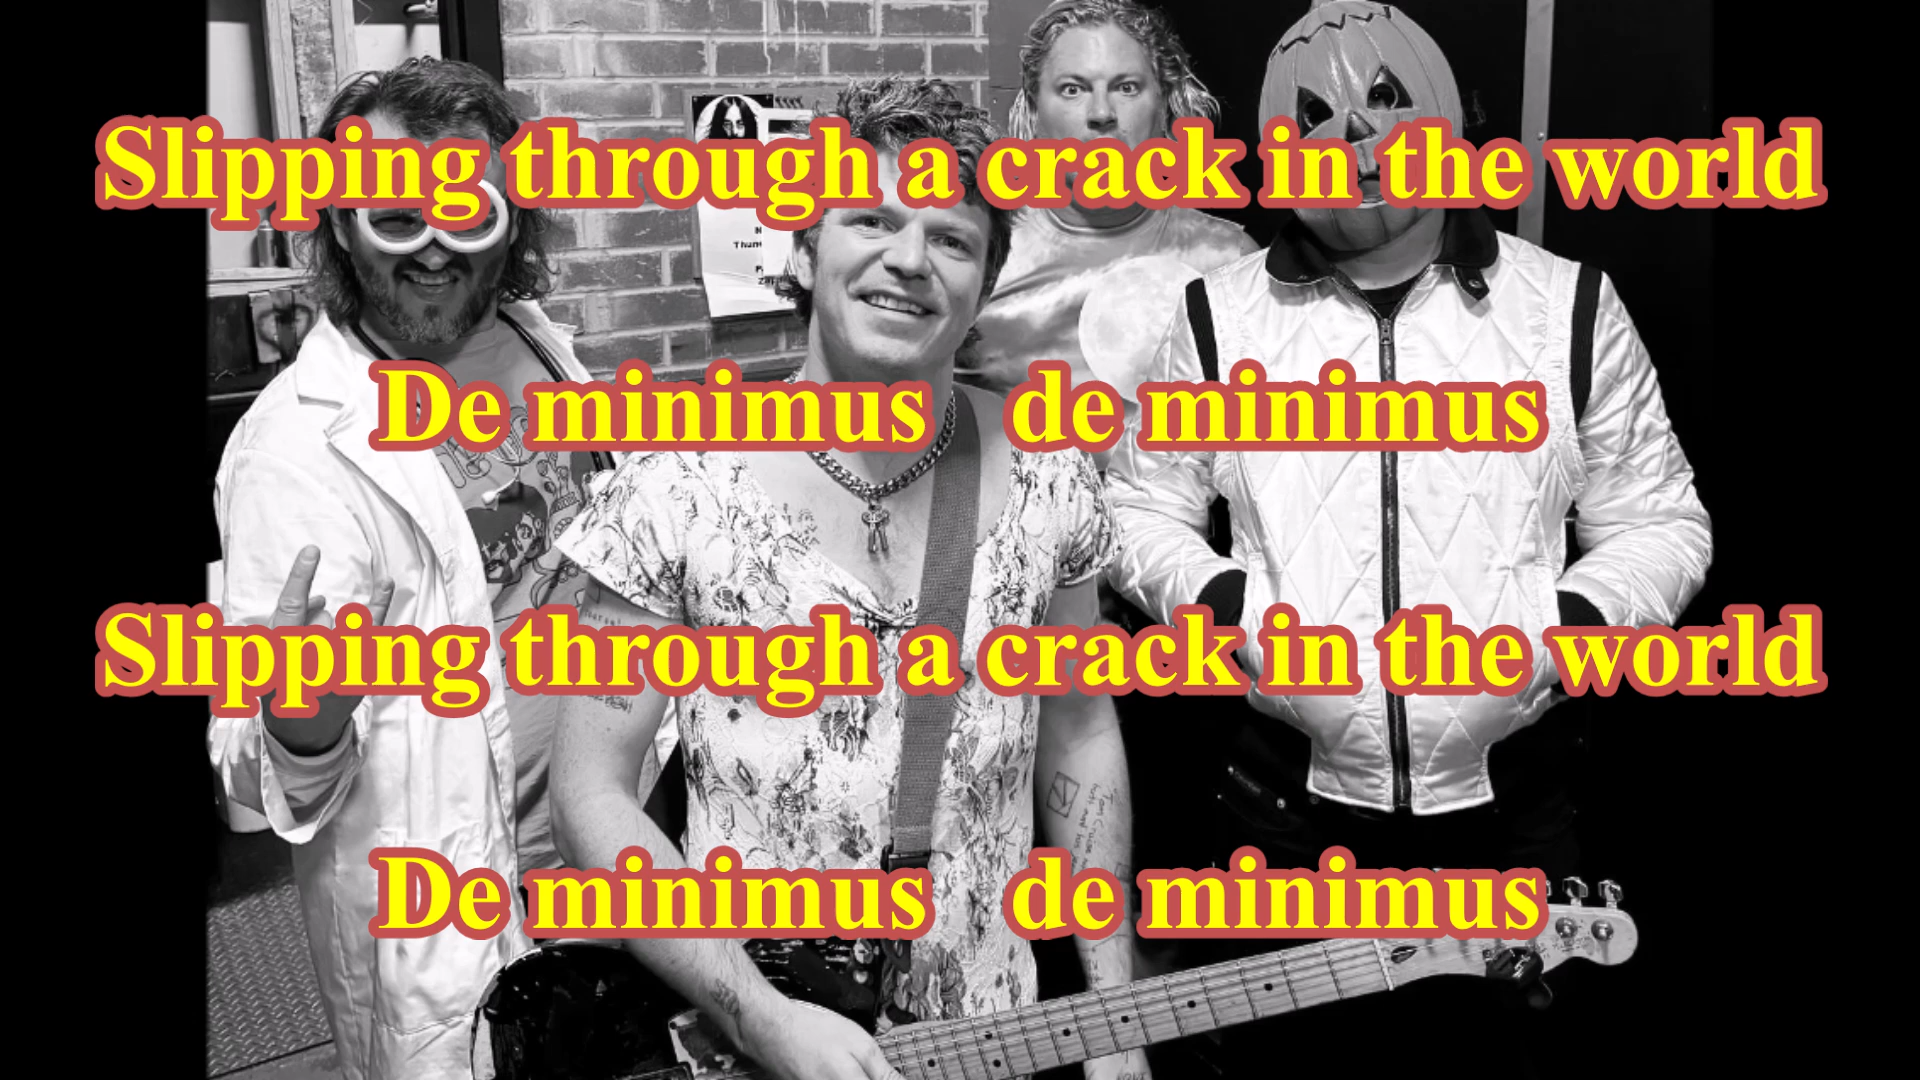 Slipping through a crack in the world
De minimus de minimus
Slipping through a crack in the world
De minimus de minimus